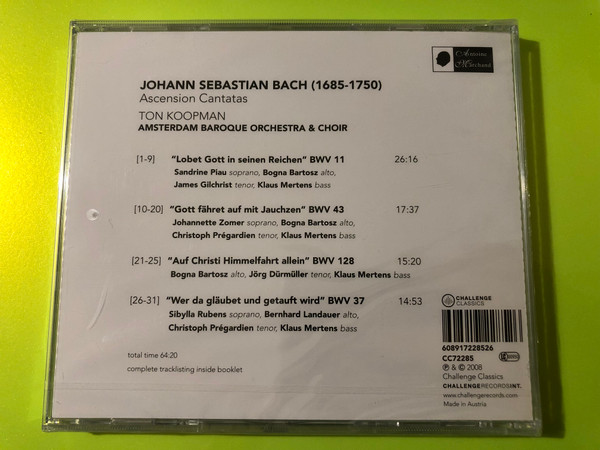 Antoine
Marchand
JOHANN SEBASTIAN BACH (1685-1750)
Ascension Cantatas
TON KOOPMAN
AMSTERDAM BAROQUE ORCHESTRA & CHOIR
[1-9] "Lobet Gott in seinen Reichen" BWV 11 26:16
Sandrine Piau soprano, Bogna Bartosz alto,
James Gilchrist tenor, Klaus Mertens bass
[10-20] "Gott fähret auf mit Jauchzen" BWV 43 17:37
Johannette Zomer soprano, Bogna Bartosz alto,
Christoph Prégardien tenor, Klaus Mertens bass
[21-25] "Auf Christi Himmelfahrt allein" BWV 128 15:20
Bogna Bartosz alto, Jörg Dürmüller tenor, Klaus Mertens bass
[26-31] "Wer da gläubet und getauft wird" BWV 37 14:53
Sibylla Rubens soprano, Bernhard Landauer alto,
Christoph Prégardien tenor, Klaus Mertens bass
total time 64:20
complete tracklisting inside booklet.
CHALLENGE
CLASSICS
608917228526
CC72285
℗ & © 2008
Challenge Classics
CHALLENGERECORDSINT.
www.challengerecords.com
Made in Austria